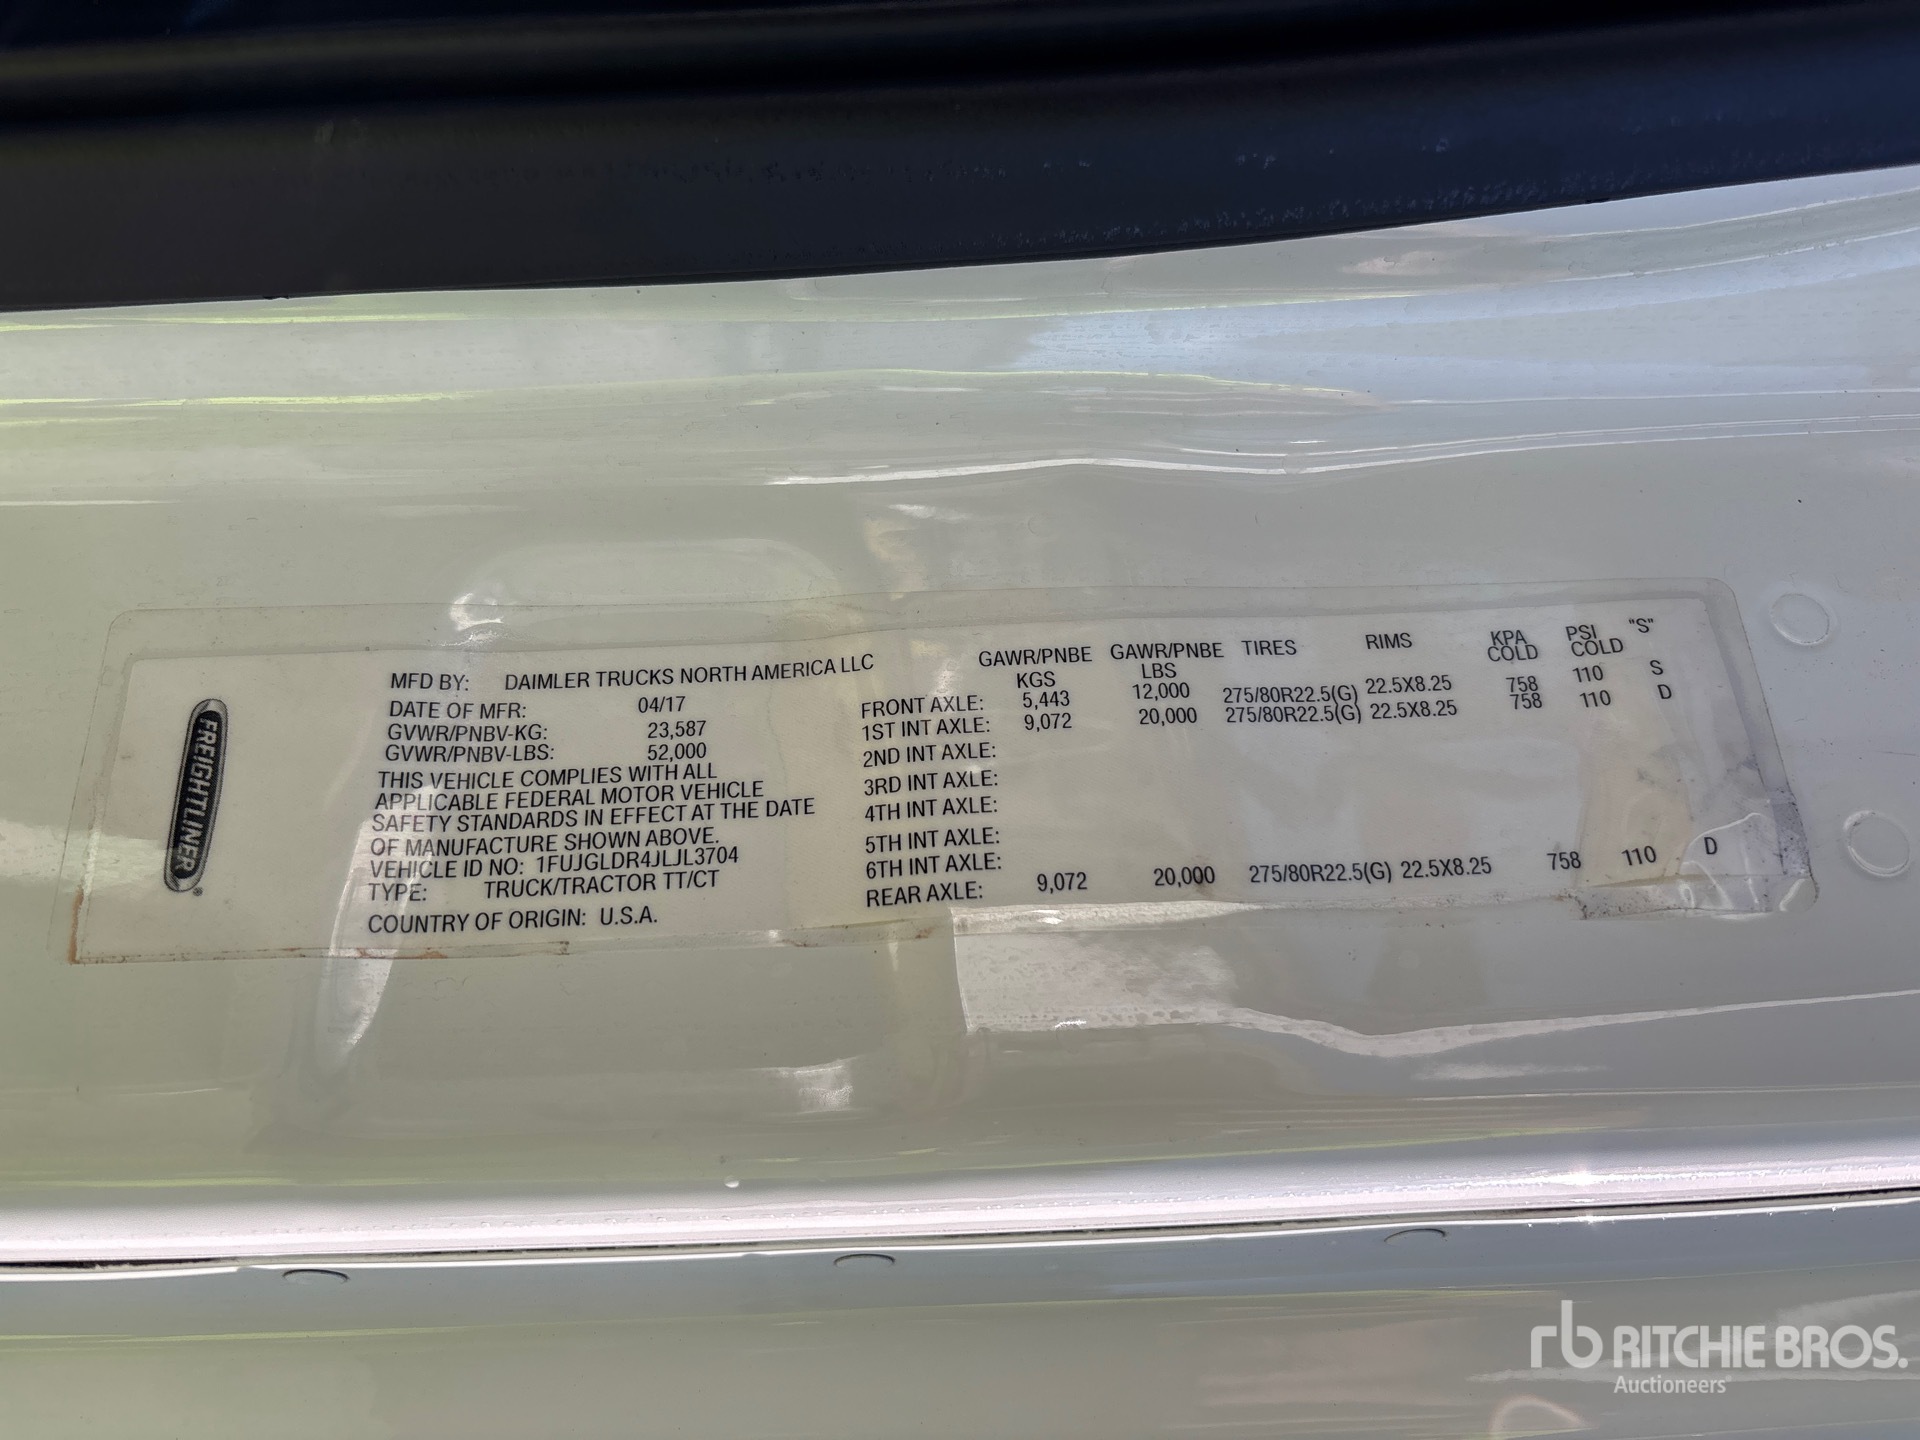 FREIGHTLINER®
MFD BY: DAIMLER TRUCKS NORTH AMERICA LLC
DATE OF MFR: 04/17
GVWR/PNBV-KG: 23,587
GVWR/PNBV-LBS: 52,000
THIS VEHICLE COMPLIES WITH ALL
APPLICABLE FEDERAL MOTOR VEHICLE
SAFETY STANDARDS IN EFFECT AT THE DATE
OF MANUFACTURE SHOWN ABOVE.
VEHICLE ID NO: 1FUJGLDR4JLJL3704
TYPE: TRUCK/TRACTOR TT/CT
COUNTRY OF ORIGIN: U.S.A.
GAWR/PNBE GAWR/PNBE TIRES RIMS KPA PSI "S"
KGS LBS COLD COLD
FRONT AXLE: 5,443 12,000 275/80R22.5(G) 22.5X8.25 758 110 S
1ST INT AXLE: 9,072 20,000 275/80R22.5(G) 22.5X8.25 758 110 D
2ND INT AXLE:
3RD INT AXLE:
4TH INT AXLE:
5TH INT AXLE:
6TH INT AXLE:
REAR AXLE: 9,072 20,000 275/80R22.5(G) 22.5X8.25 758 110 D
rb RITCHIE BROS.
Auctioneers